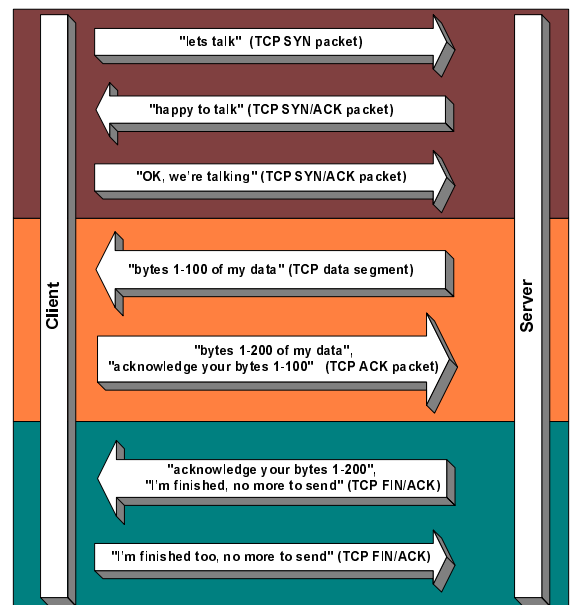 "lets talk" (TCP SYN packet)
"happy to talk" (TCP SYN/ACK packet)
"OK, we're talking" (TCP SYN/ACK packet)
Client
Server
"bytes 1-100 of my data" (TCP data segment)
"bytes 1-200 of my data",
"acknowledge your bytes 1-100" (TCP ACK packet)
"acknowledge your bytes 1-200",
"I'm finished, no more to send" (TCP FIN/ACK)
"I'm finished too, no more to send" (TCP FIN/ACK)